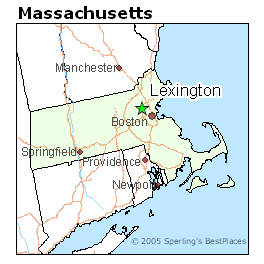 Massachusetts
Manchester
Lexington
Boston
Springfield
Providence
Newport
© 2005 Sperling's BestPlaces